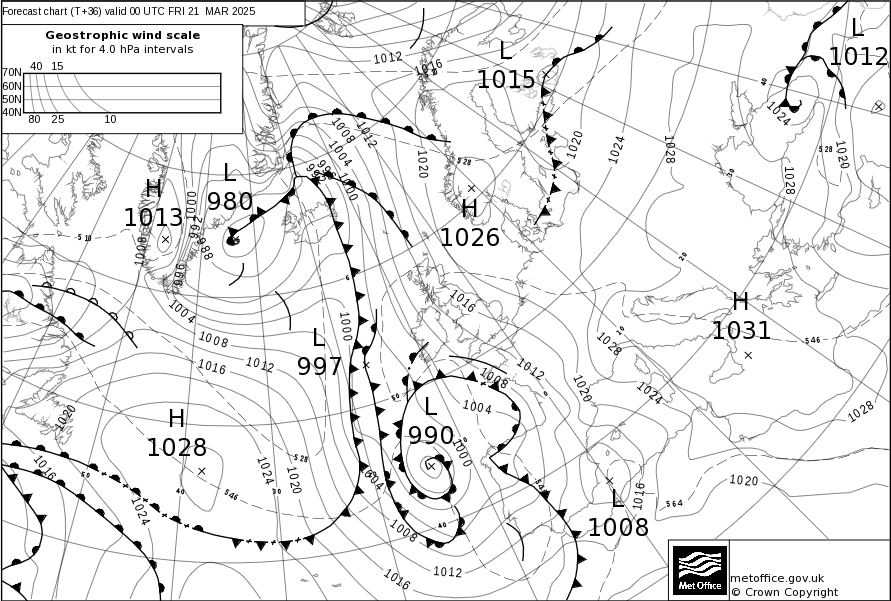 Forecast chart (T+36) valid 00 UTC FRI 21 MAR 2025
Geostrophic wind scale
in kt for 4.0 hPa intervals
40 15
70N
60N
50N
40N
80 25 10
1012
1016
L
1015
L
1012
1024
1008
1012
1004
1000
1020
528
1020
1024
1028
528
1020
1028
H
1013
L
980
1000
992
988
996
1008
510
H
1026
1004
1008
1016
1012
1000
L
997
1016
H
1031
546
1028
1012
1008
1004
1020
1024
1028
1020
H
1028
L
990
1000
528
1016
1024
1020
546
1024
1004
1008
1012
1016
L
1008
1016
564
1020
Met Office
metoffice.gov.uk
© Crown Copyright